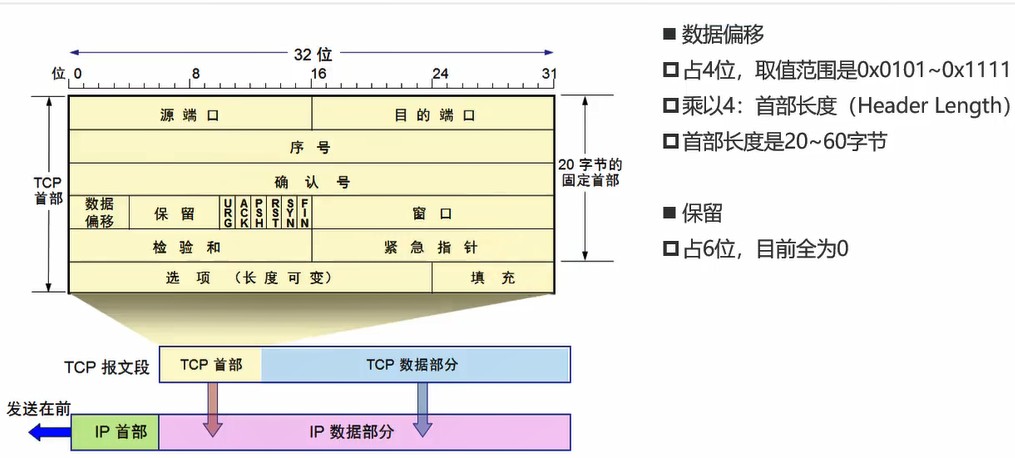 32 位
位 0 8 16 24 31
TCP
首部
源端口 目的端口
序号
确认号
数据
偏移
保留
URG ACK PSH RST SYN FIN
窗口
检验和 紧急指针
选项 （长度可变） 填充
20 字节的
固定首部
TCP 报文段 TCP 首部 TCP 数据部分
发送在前
IP 首部 IP 数据部分
数据偏移
占4位，取值范围是0x0101~0x1111
乘以4：首部长度（Header Length）
首部长度是20~60字节
保留
占6位，目前全为0